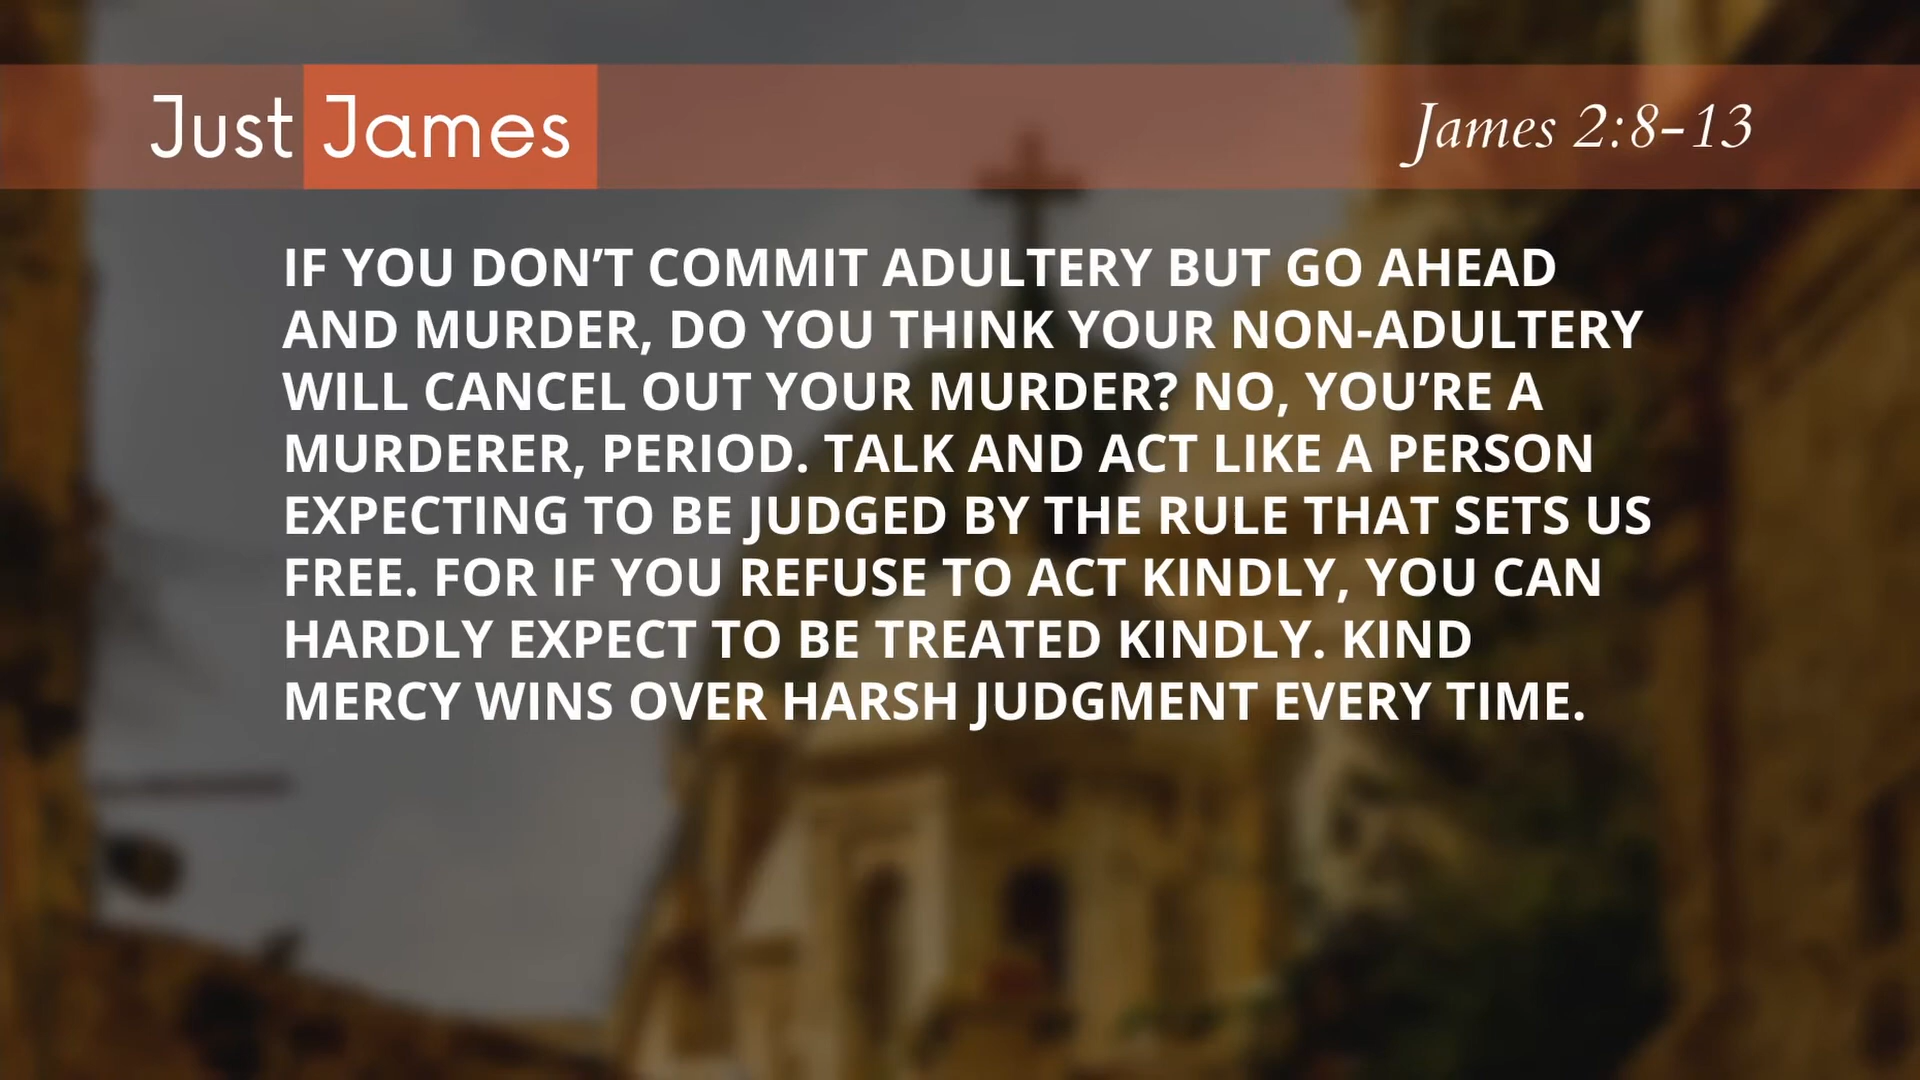 Just James
James 2:8-13
IF YOU DON’T COMMIT ADULTERY BUT GO AHEAD
AND MURDER, DO YOU THINK YOUR NON-ADULTERY
WILL CANCEL OUT YOUR MURDER? NO, YOU’RE A
MURDERER, PERIOD. TALK AND ACT LIKE A PERSON
EXPECTING TO BE JUDGED BY THE RULE THAT SETS US
FREE. FOR IF YOU REFUSE TO ACT KINDLY, YOU CAN
HARDLY EXPECT TO BE TREATED KINDLY. KIND
MERCY WINS OVER HARSH JUDGMENT EVERY TIME.